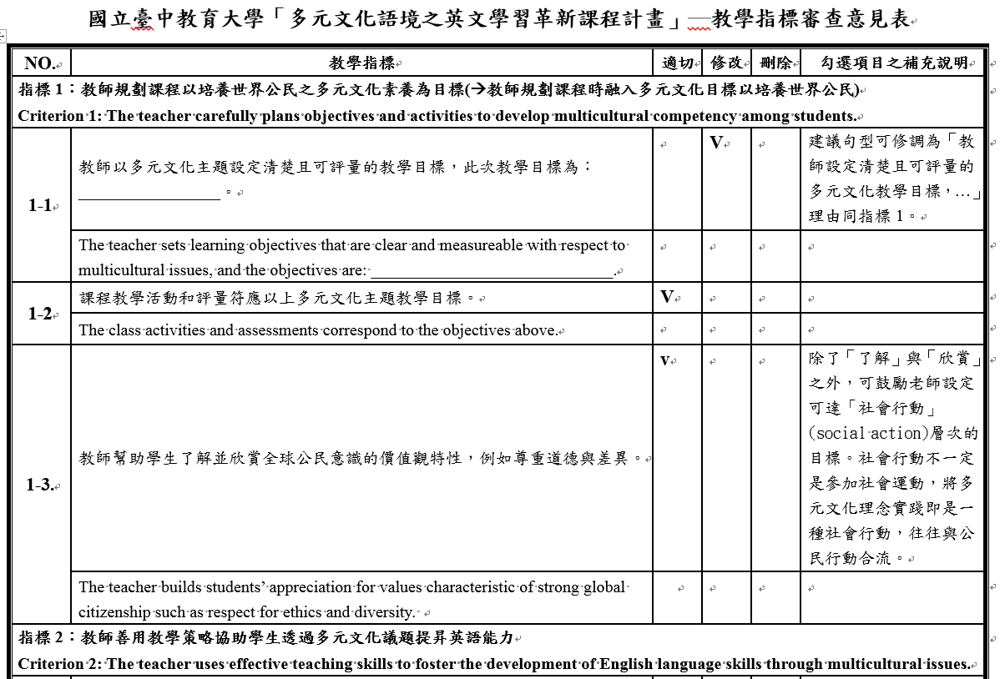 國立臺中教育大學「多元文化語境之英文學習革新課程計畫」—教學指標審查意見表
NO. 教學指標 適切 修改 刪除 勾選項目之補充說明
指標 1：教師規劃課程以培養世界公民之多元文化素養為目標(→教師規劃課程時融入多元文化目標以培養世界公民)
Criterion 1: The teacher carefully plans objectives and activities to develop multicultural competency among students.
1-1
教師以多元文化主題設定清楚且可評量的教學目標，此次教學目標為：
_________________。
V
建議句型可修調為「教
師設定清楚且可評量的
多元文化教學目標，…」
理由同指標 1。
The teacher sets learning objectives that are clear and measureable with respect to
multicultural issues, and the objectives are: _____________________________.
1-2
課程教學活動和評量符應以上多元文化主題教學目標。
V
The class activities and assessments correspond to the objectives above.
1-3.
教師幫助學生了解並欣賞全球公民意識的價值觀特性，例如尊重道德與差異。
v
除了「了解」與「欣賞」
之外，可鼓勵老師設定
可達「社會行動」
(social action)層次的
目標。社會行動不一定
是參加社會運動，將多
元文化理念實踐即是一
種社會行動，往往與公
民行動合流。
The teacher builds students’ appreciation for values characteristic of strong global
citizenship such as respect for ethics and diversity.
指標 2：教師善用教學策略協助學生透過多元文化議題提昇英語能力
Criterion 2: The teacher uses effective teaching skills to foster the development of English language skills through multicultural issues.